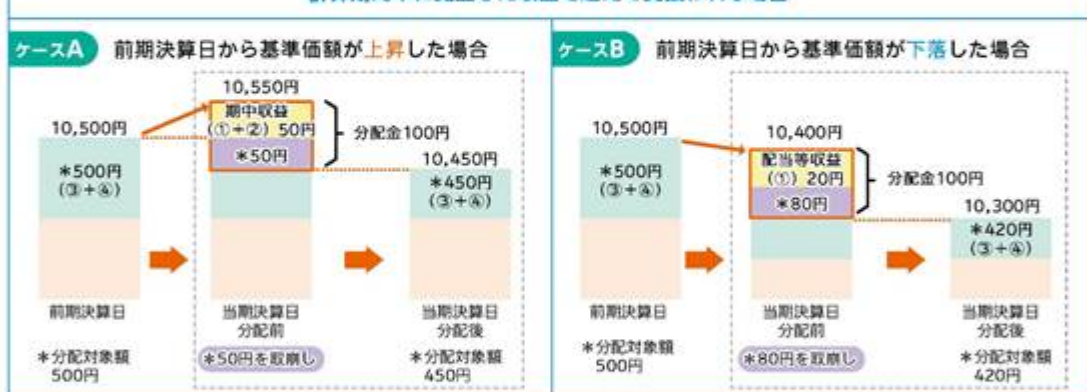 ケースA 前期決算日から基準価額が上昇した場合
10,550円
期中収益
(①+②) 50円
*50円
分配金100円
10,500円
*500円
(③+④)
10,450円
*450円
(③+④)
前期決算日
当期決算日
分配前
当期決算日
分配後
*分配対象額
500円
*50円を取崩し
*分配対象額
450円
ケースB 前期決算日から基準価額が下落した場合
10,500円
*500円
(③+④)
10,400円
配当等収益
(①) 20円
*80円
分配金100円
10,300円
*420円
(③+④)
前期決算日
当期決算日
分配前
当期決算日
分配後
*分配対象額
500円
*80円を取崩し
*分配対象額
420円